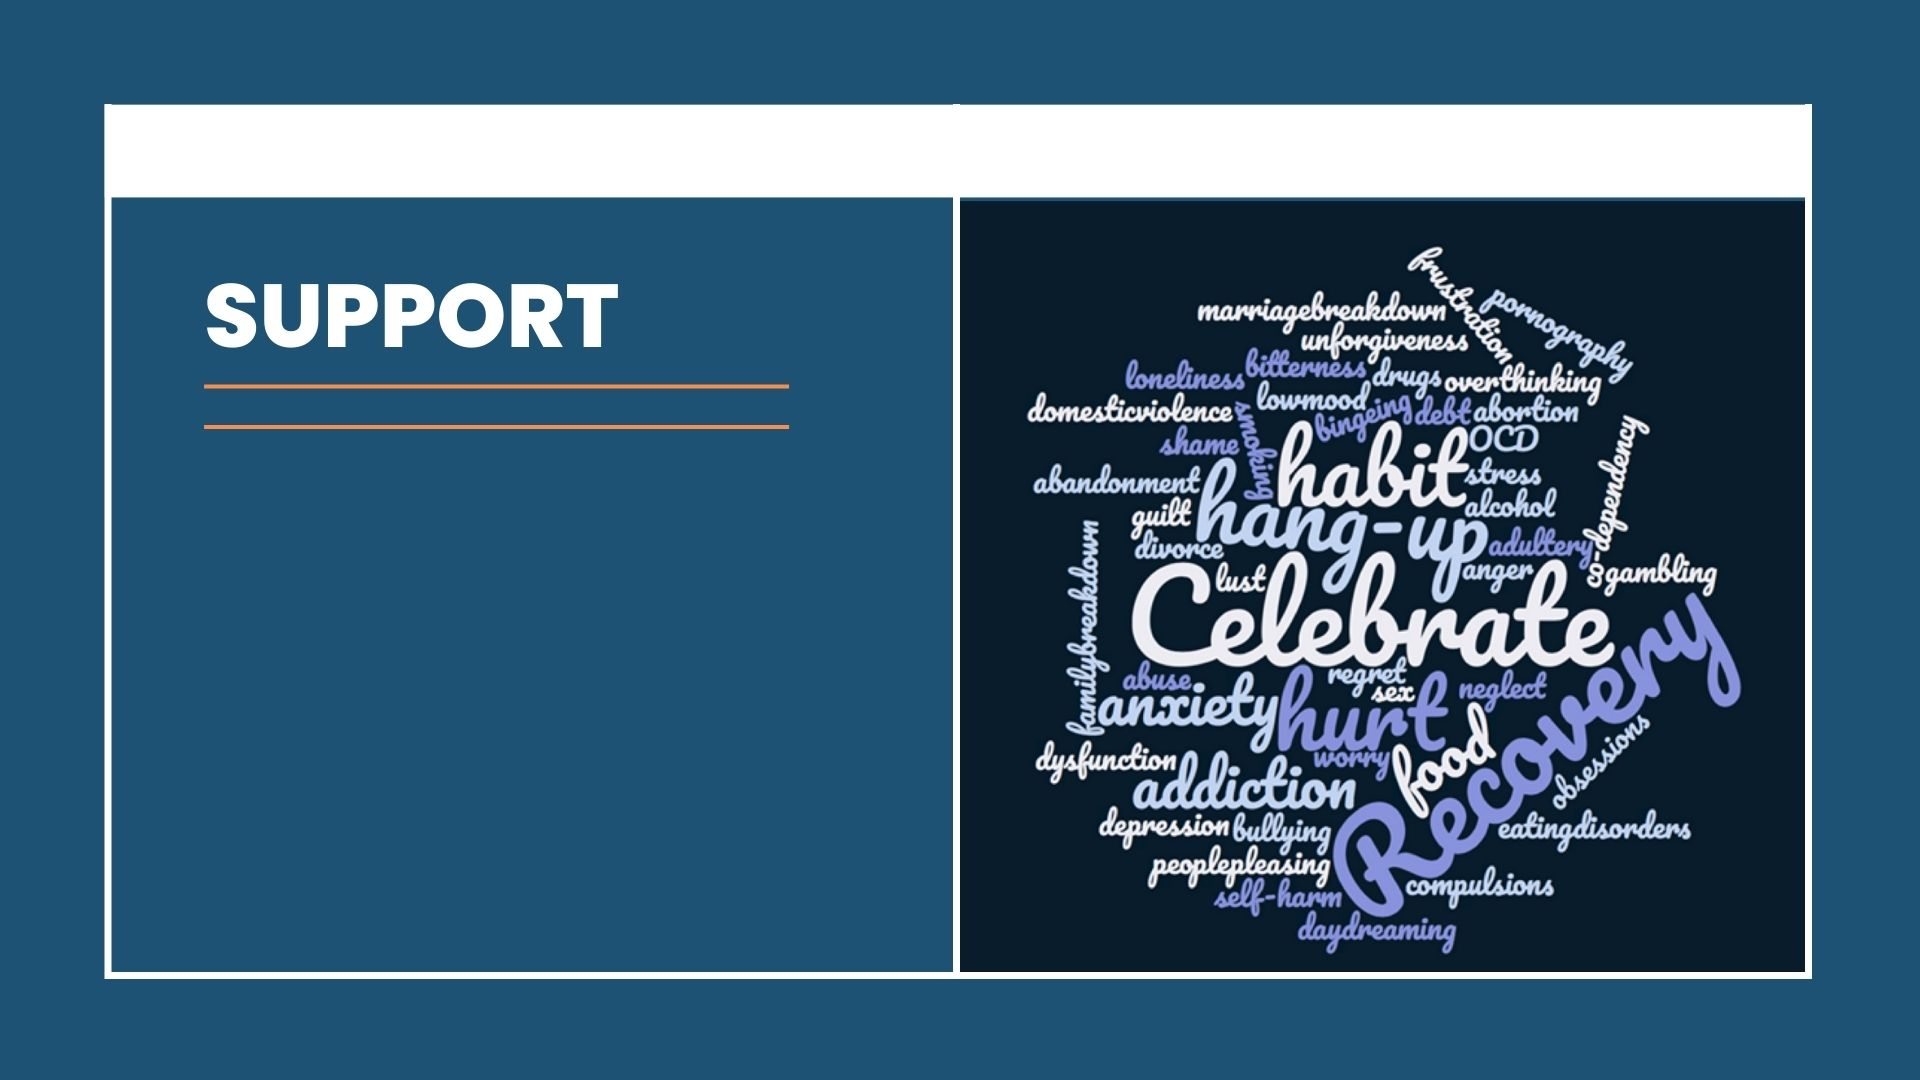 SUPPORT
frustration
pornography
marriagebreakdown
unforgiveness
loneliness
bitterness
drugs
overthinking
domesticviolence
lowmood
bingeing
debt
abortion
shame
smoking
habit
OCD
abandonment
stress
co-dependency
guilt
hang-up
alcohol
divorce
adultery
familybreakdown
lust
anger
gambling
Celebrate
abuse
regret
sex
neglect
anxiety
hurt
Recovery
worry
food
obsessions
dysfunction
addiction
depression
bullying
eatingdisorders
peoplepleasing
compulsions
self-harm
daydreaming